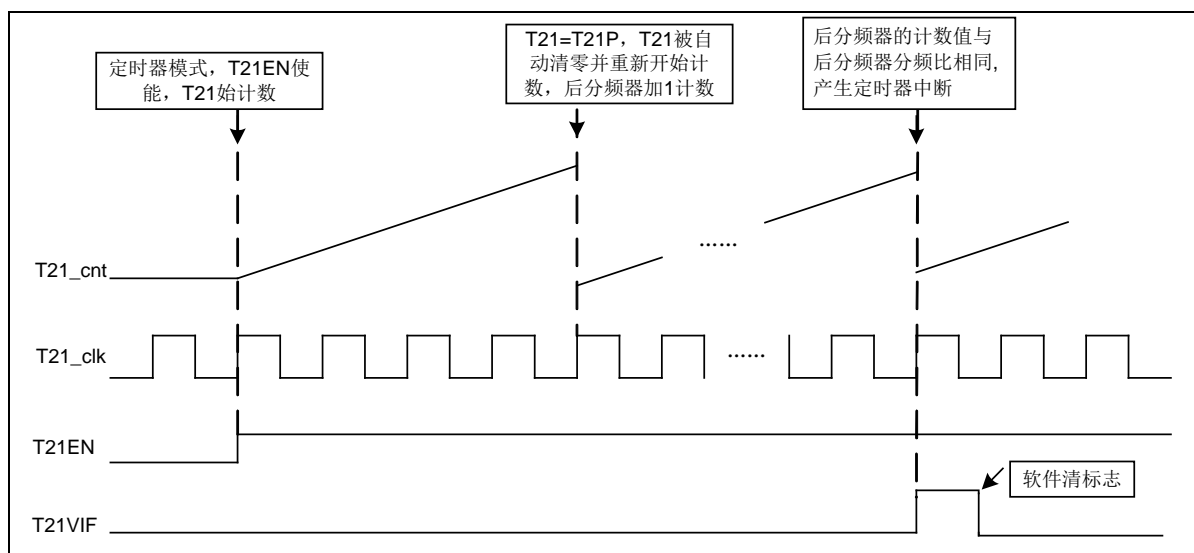 定时器模式，T21EN使
能，T21始计数
T21=T21P，T21被自
动清零并重新开始计
数，后分频器加1计数
后分频器的计数值与
后分频器分频比相同,
产生定时器中断
T21_cnt
......
T21_clk
......
T21EN
软件清标志
T21VIF